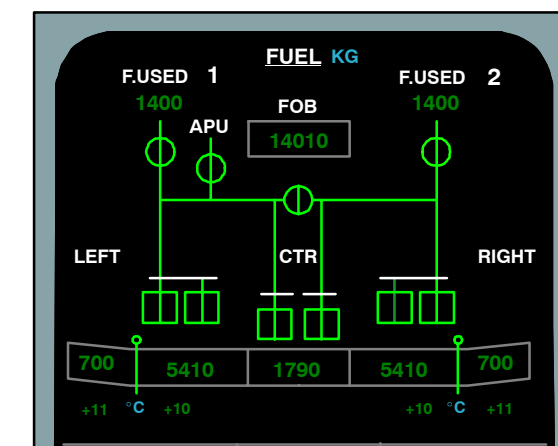 FUEL KG
F.USED 1
F.USED 2
1400
FOB
1400
APU
14010
LEFT
CTR
RIGHT
700
5410
1790
5410
700
+11 °C +10
+10 °C +11